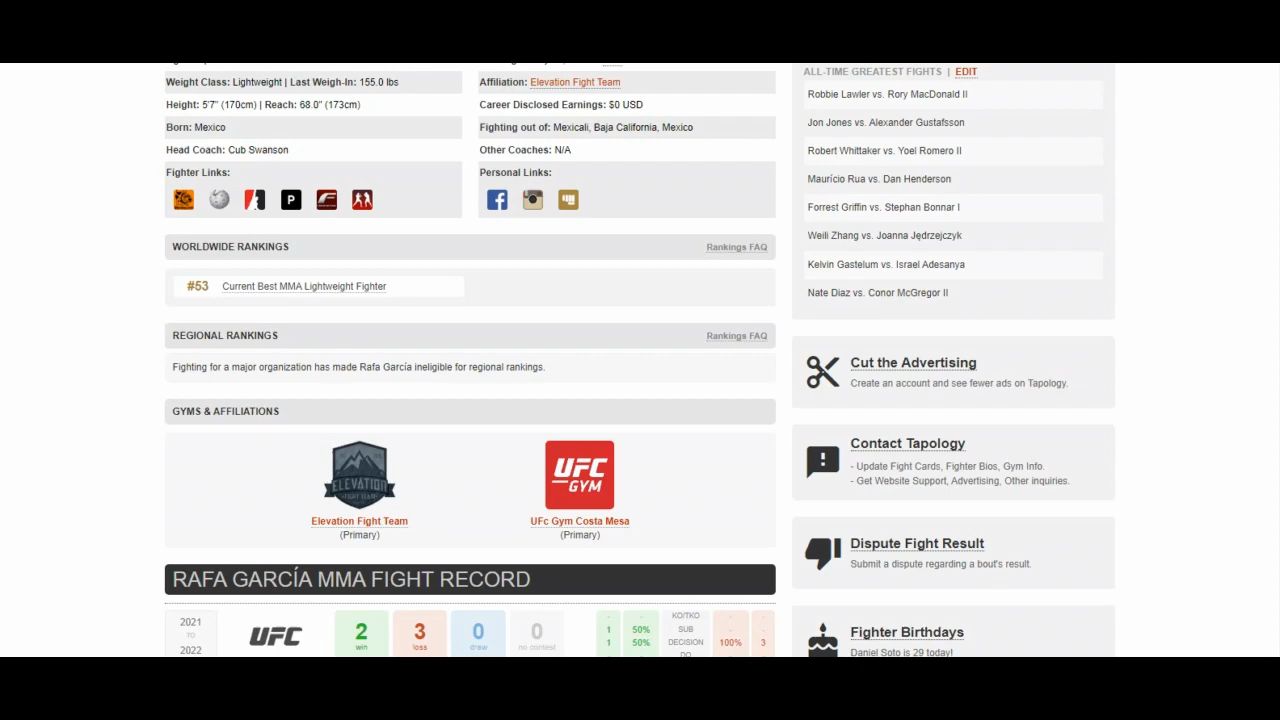 Weight Class: Lightweight | Last Weigh-In: 155.0 lbs
Height: 5'7" (170cm) | Reach: 68.0" (173cm)
Born: Mexico
Head Coach: Cub Swanson
Fighter Links:
P
Affiliation: Elevation Fight Team
Career Disclosed Earnings: $0 USD
Fighting out of: Mexicali, Baja California, Mexico
Other Coaches: N/A
Personal Links:
WORLDWIDE RANKINGS
Rankings FAQ
#53 Current Best MMA Lightweight Fighter
REGIONAL RANKINGS
Rankings FAQ
Fighting for a major organization has made Rafa García ineligible for regional rankings.
GYMS & AFFILIATIONS
ELEVATION
FIGHT TEAM
Elevation Fight Team
(Primary)
UFC
GYM
UFc Gym Costa Mesa
(Primary)
RAFA GARCÍA MMA FIGHT RECORD
2021
TO
2022
UFC
2
win
3
loss
0
draw
0
no contest
- - KO/TKO - -
1 50% SUB - -
1 50% DECISION 100% 3
DQ
ALL-TIME GREATEST FIGHTS | EDIT
Robbie Lawler vs. Rory MacDonald II
Jon Jones vs. Alexander Gustafsson
Robert Whittaker vs. Yoel Romero II
Maurício Rua vs. Dan Henderson
Forrest Griffin vs. Stephan Bonnar I
Weili Zhang vs. Joanna Jędrzejczyk
Kelvin Gastelum vs. Israel Adesanya
Nate Diaz vs. Conor McGregor II
Cut the Advertising
Create an account and see fewer ads on Tapology.
Contact Tapology
- Update Fight Cards, Fighter Bios, Gym Info.
- Get Website Support, Advertising, Other inquiries.
Dispute Fight Result
Submit a dispute regarding a bout's result.
Fighter Birthdays
Daniel Soto is 29 today!